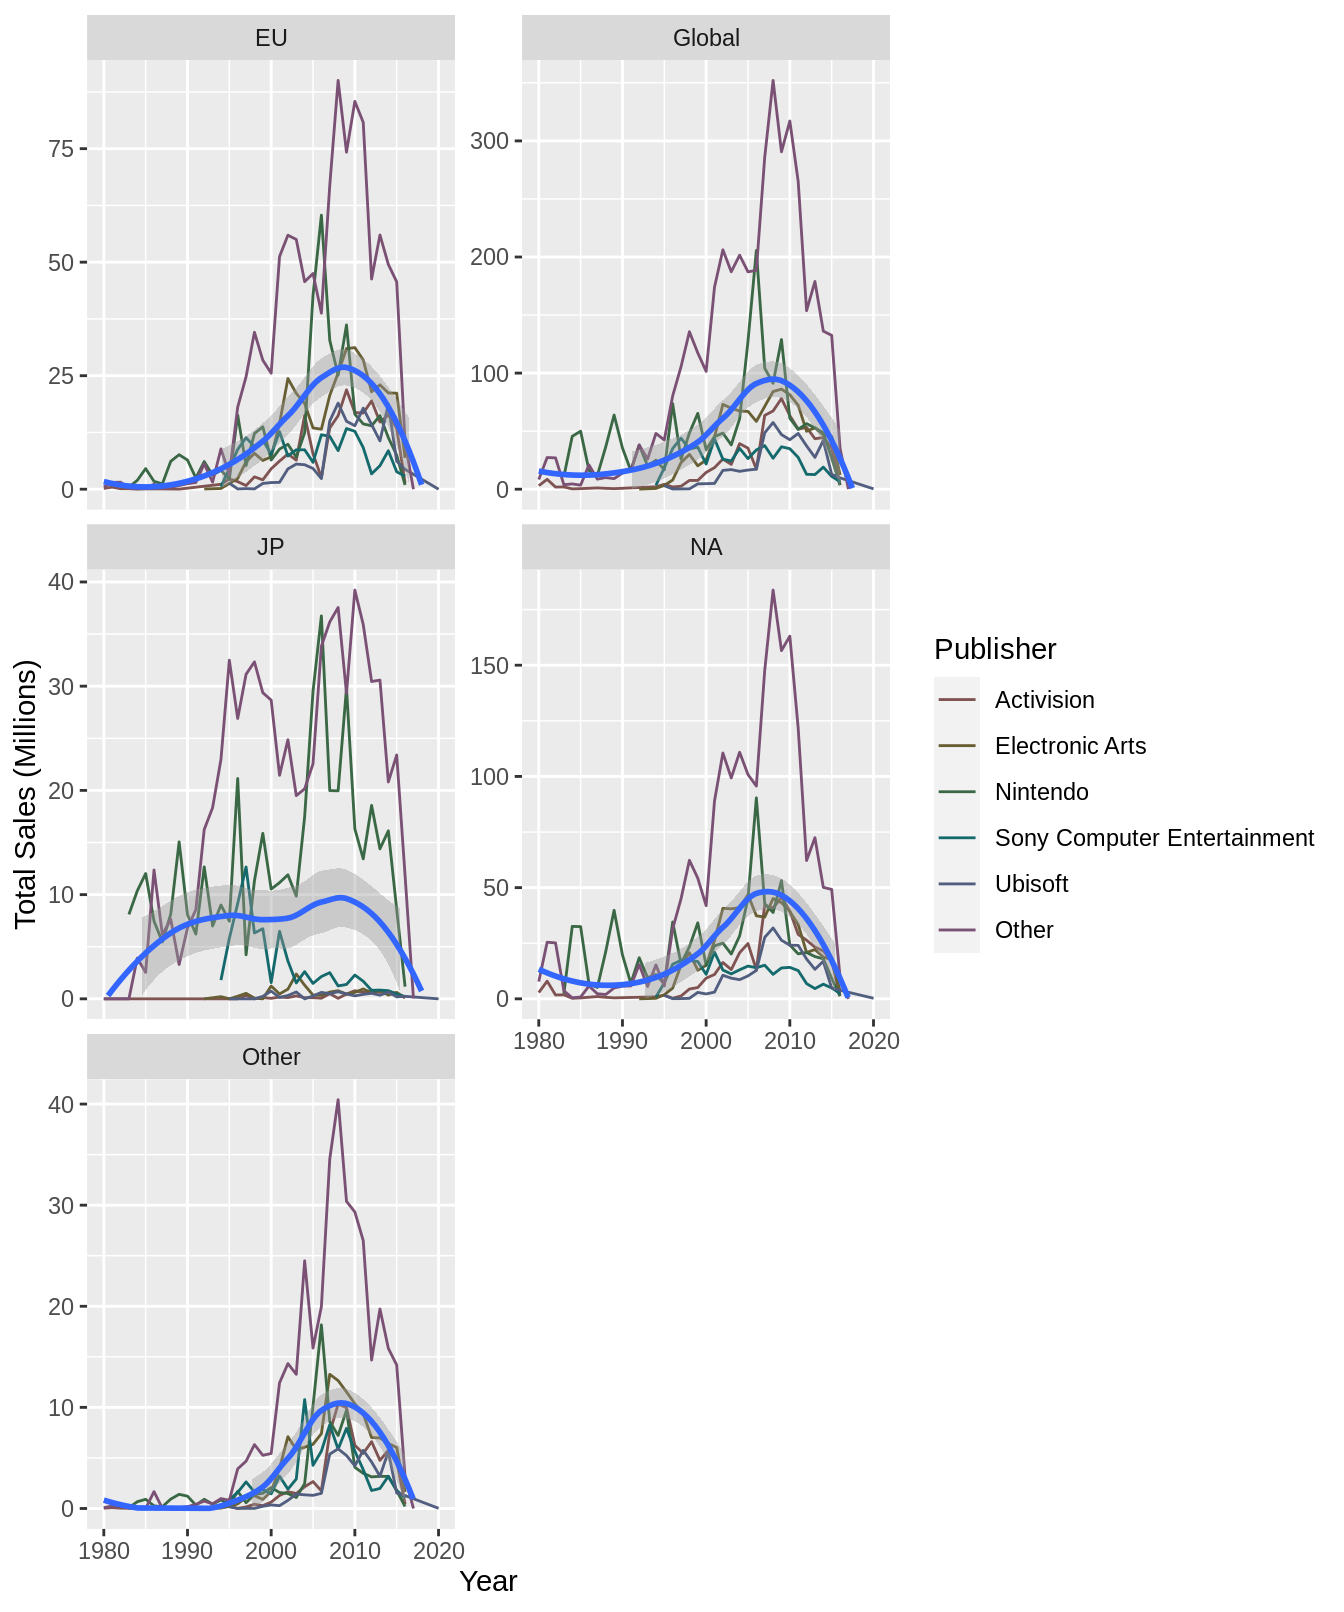 EU
Global
75
50
25
0
300
200
100
0
JP
NA
Total Sales (Millions)
40
30
20
10
0
150
100
50
0
1980 1990 2000 2010 2020
Publisher
Activision
Electronic Arts
Nintendo
Sony Computer Entertainment
Ubisoft
Other
Other
40
30
20
10
0
1980 1990 2000 2010 2020
Year